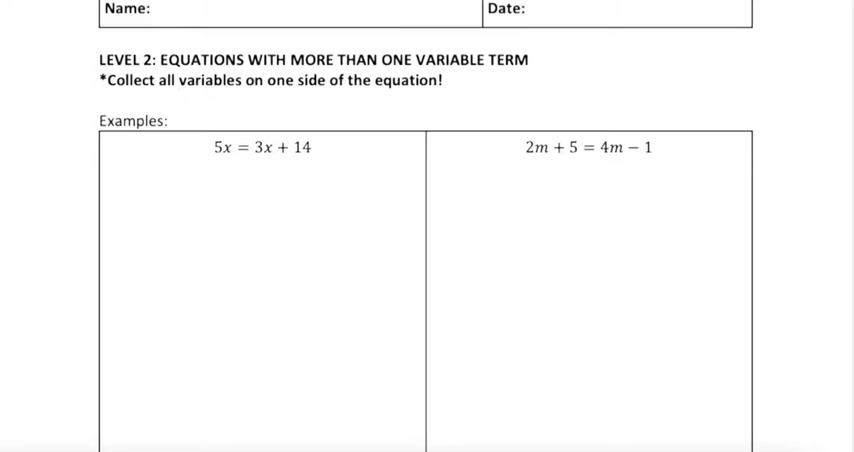 Name: Date:
LEVEL 2: EQUATIONS WITH MORE THAN ONE VARIABLE TERM
*Collect all variables on one side of the equation!
Examples:
5x = 3x + 14
2m + 5 = 4m − 1